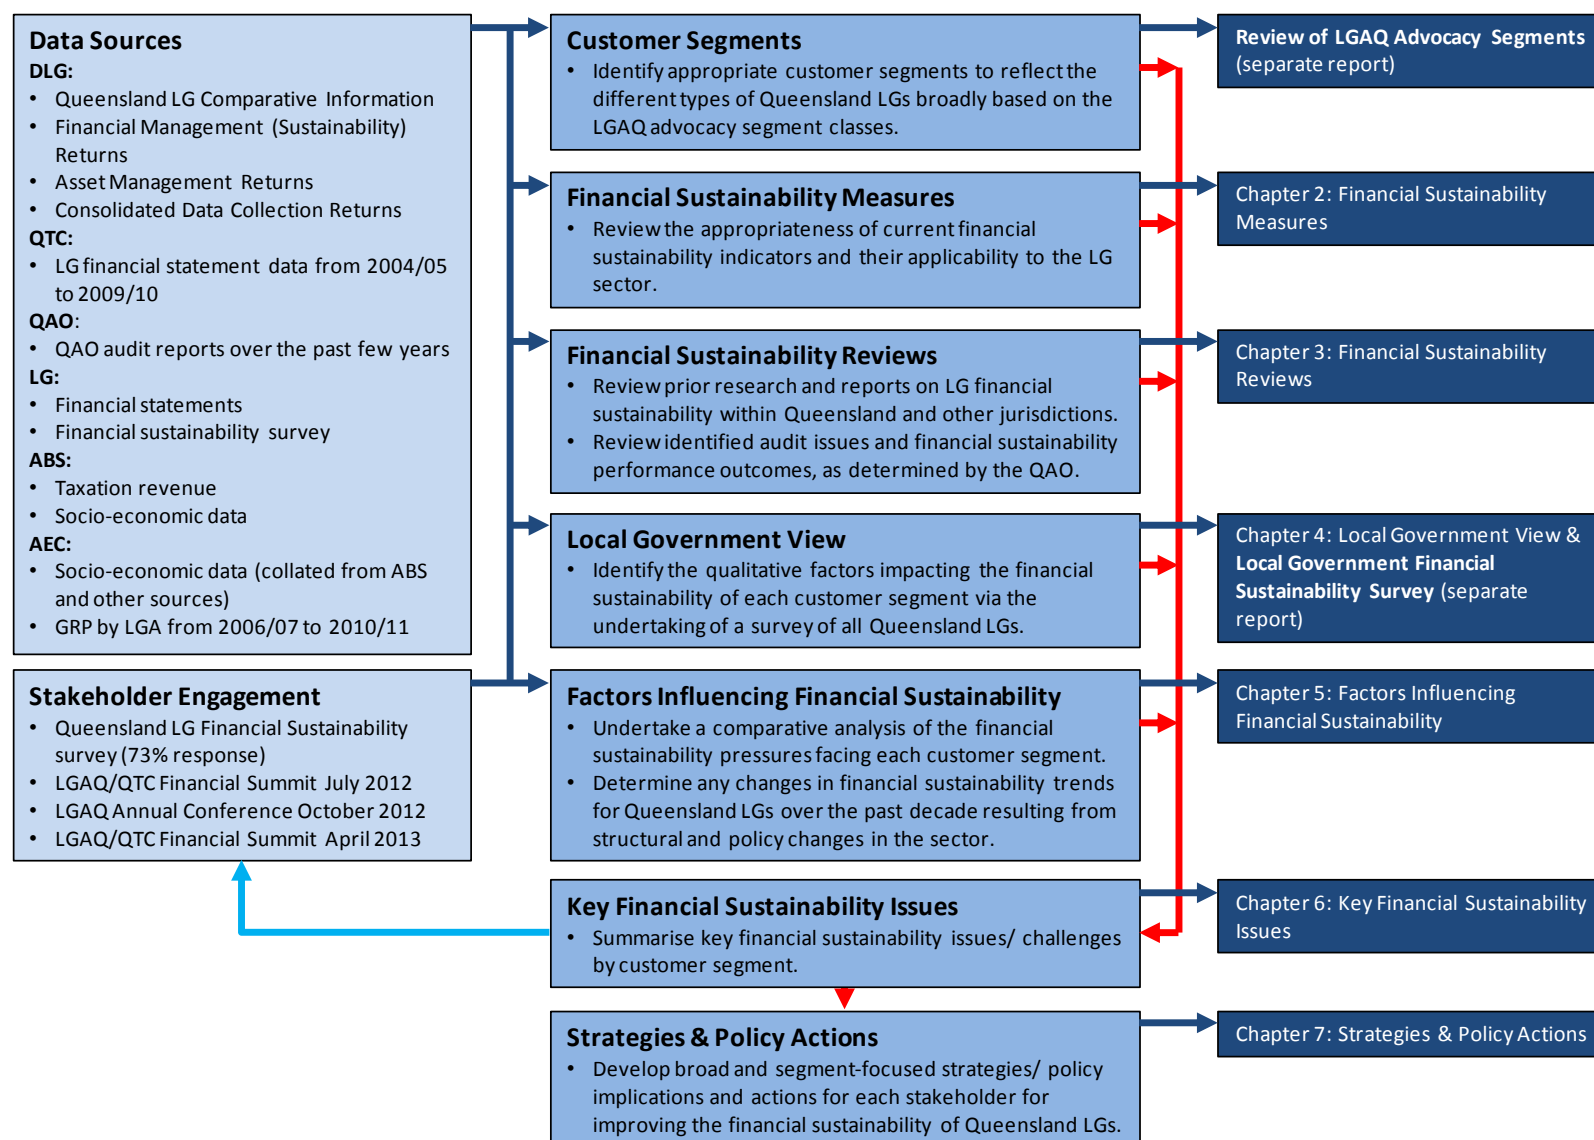 Data Sources
DLG:
• Queensland LG Comparative Information
• Financial Management (Sustainability)
Returns
• Asset Management Returns
• Consolidated Data Collection Returns
QTC:
• LG financial statement data from 2004/05
to 2009/10
QAO:
• QAO audit reports over the past few years
LG:
• Financial statements
• Financial sustainability survey
ABS:
• Taxation revenue
• Socio-economic data
AEC:
• Socio-economic data (collated from ABS
and other sources)
• GRP by LGA from 2006/07 to 2010/11
Stakeholder Engagement
• Queensland LG Financial Sustainability
survey (73% response)
• LGAQ/QTC Financial Summit July 2012
• LGAQ Annual Conference October 2012
• LGAQ/QTC Financial Summit April 2013
Customer Segments
• Identify appropriate customer segments to reflect the
different types of Queensland LGs broadly based on the
LGAQ advocacy segment classes.
Financial Sustainability Measures
• Review the appropriateness of current financial
sustainability indicators and their applicability to the LG
sector.
Financial Sustainability Reviews
• Review prior research and reports on LG financial
sustainability within Queensland and other jurisdictions.
• Review identified audit issues and financial sustainability
performance outcomes, as determined by the QAO.
Local Government View
• Identify the qualitative factors impacting the financial
sustainability of each customer segment via the
undertaking of a survey of all Queensland LGs.
Factors Influencing Financial Sustainability
• Undertake a comparative analysis of the financial
sustainability pressures facing each customer segment.
• Determine any changes in financial sustainability trends
for Queensland LGs over the past decade resulting from
structural and policy changes in the sector.
Key Financial Sustainability Issues
• Summarise key financial sustainability issues/ challenges
by customer segment.
Strategies & Policy Actions
• Develop broad and segment-focused strategies/ policy
implications and actions for each stakeholder for
improving the financial sustainability of Queensland LGs.
Review of LGAQ Advocacy Segments
(separate report)
Chapter 2: Financial Sustainability
Measures
Chapter 3: Financial Sustainability
Reviews
Chapter 4: Local Government View &
Local Government Financial
Sustainability Survey (separate
report)
Chapter 5: Factors Influencing
Financial Sustainability
Chapter 6: Key Financial Sustainability
Issues
Chapter 7: Strategies & Policy Actions